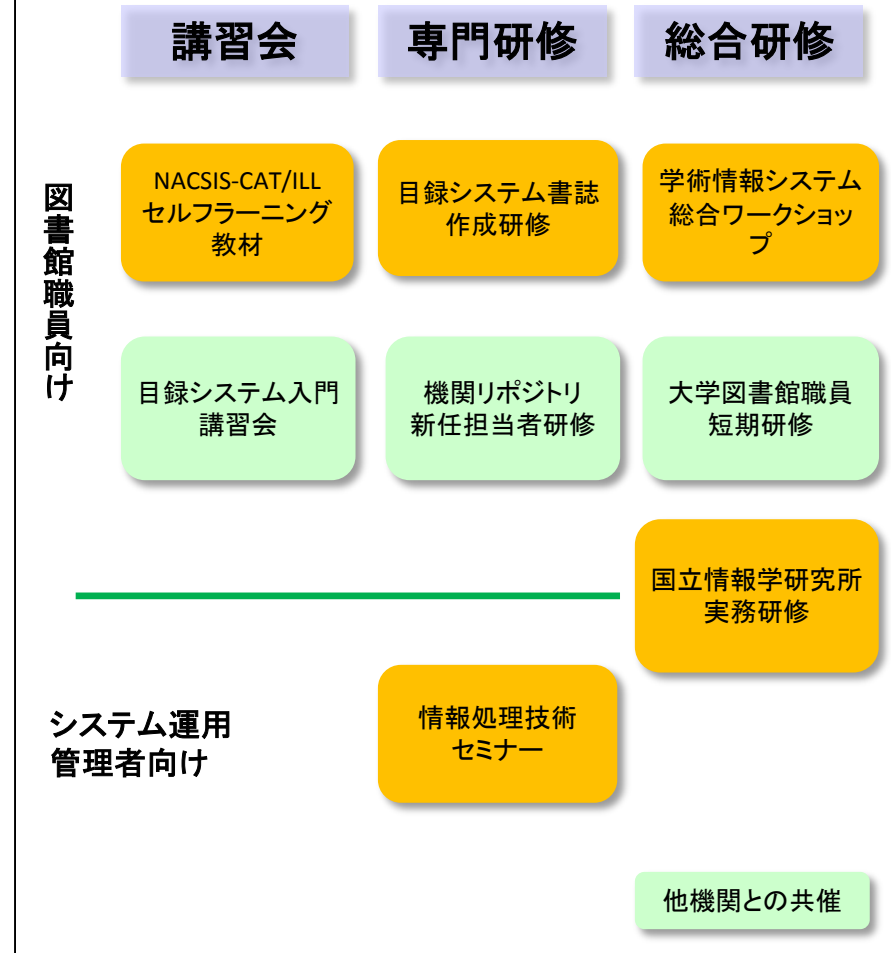 講習会
専門研修
総合研修
図書館職員向け
NACSIS-CAT/ILL
セルフラーニング
教材
目録システム書誌
作成研修
学術情報システム
総合ワークショッ
プ
目録システム入門
講習会
機関リポジトリ
新任担当者研修
大学図書館職員
短期研修
国立情報学研究所
実務研修
システム運用
管理者向け
情報処理技術
セミナー
他機関との共催